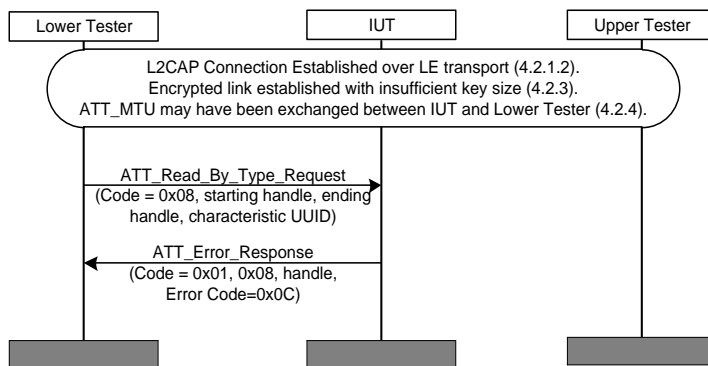 Lower Tester
IUT
Upper Tester
L2CAP Connection Established over LE transport (4.2.1.2).
Encrypted link established with insufficient key size (4.2.3).
ATT_MTU may have been exchanged between IUT and Lower Tester (4.2.4).
ATT_Read_By_Type_Request
(Code = 0x08, starting handle, ending
handle, characteristic UUID)
ATT_Error_Response
(Code = 0x01, 0x08, handle,
Error Code=0x0C)